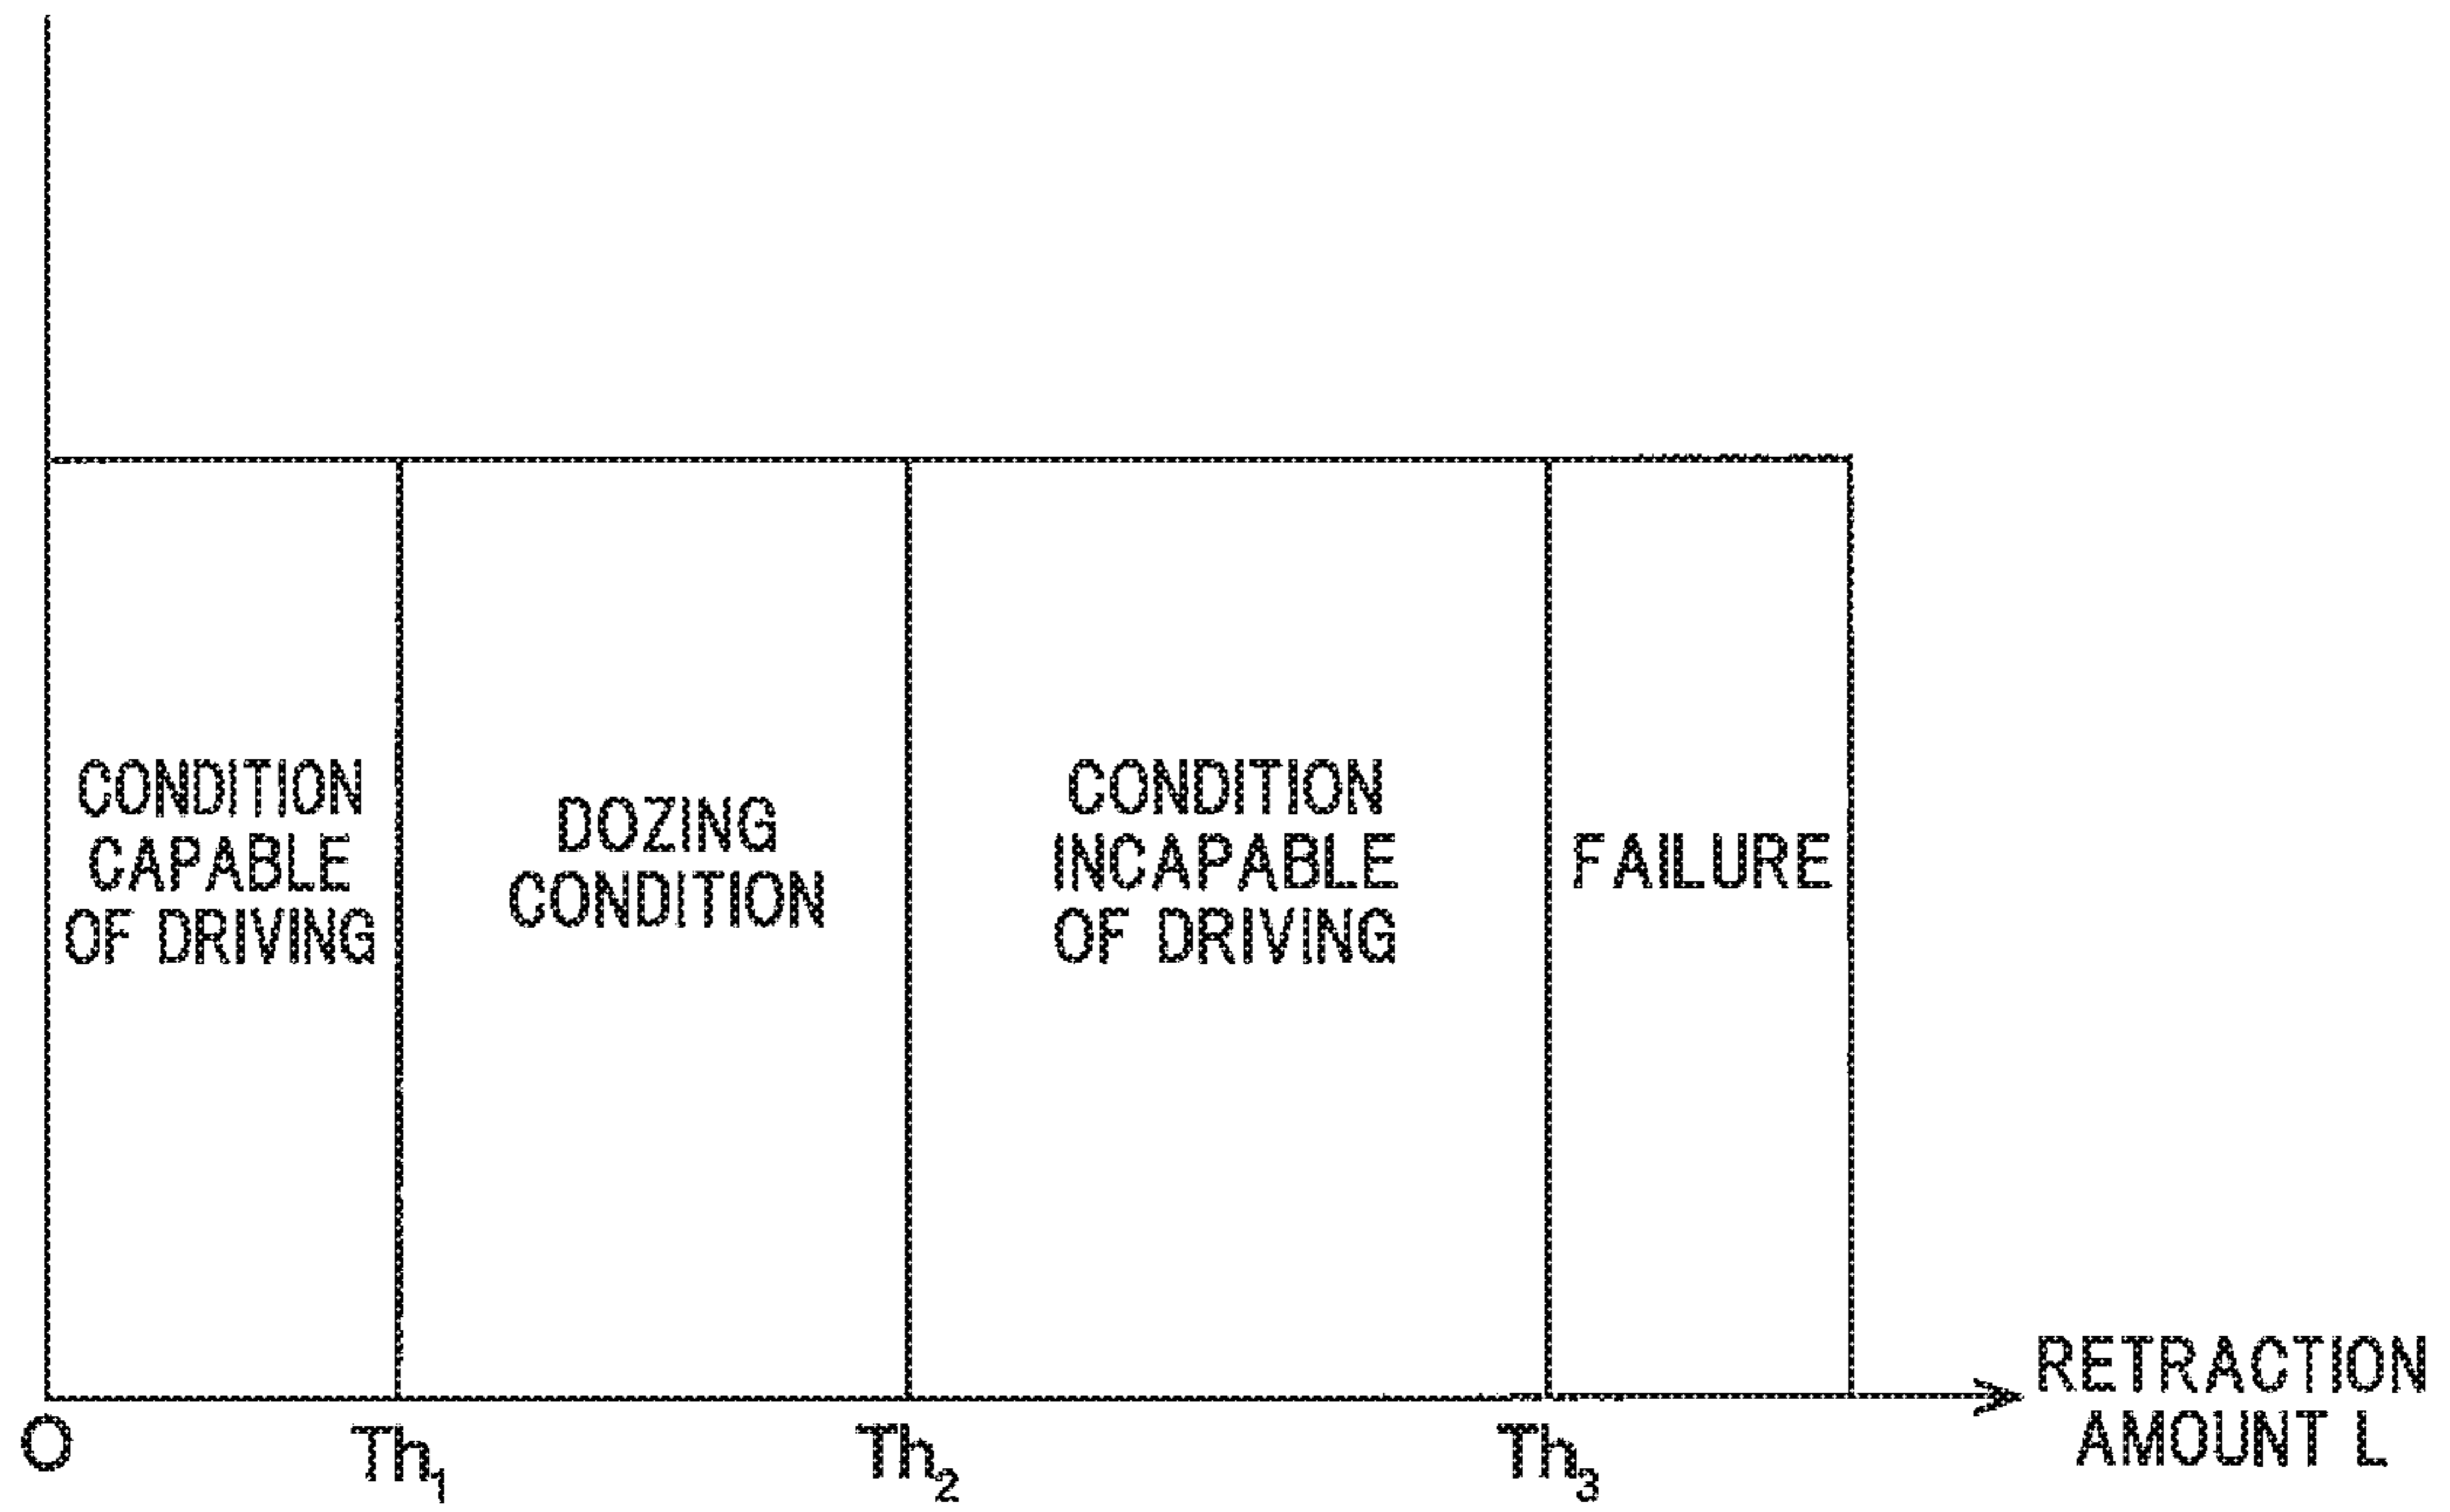 CONDITION
CAPABLE
OF DRIVING
DOZING
CONDITION
CONDITION
INCAPABLE
OF DRIVING
FAILURE
O
Th1
Th2
Th3
RETRACTION
AMOUNT L